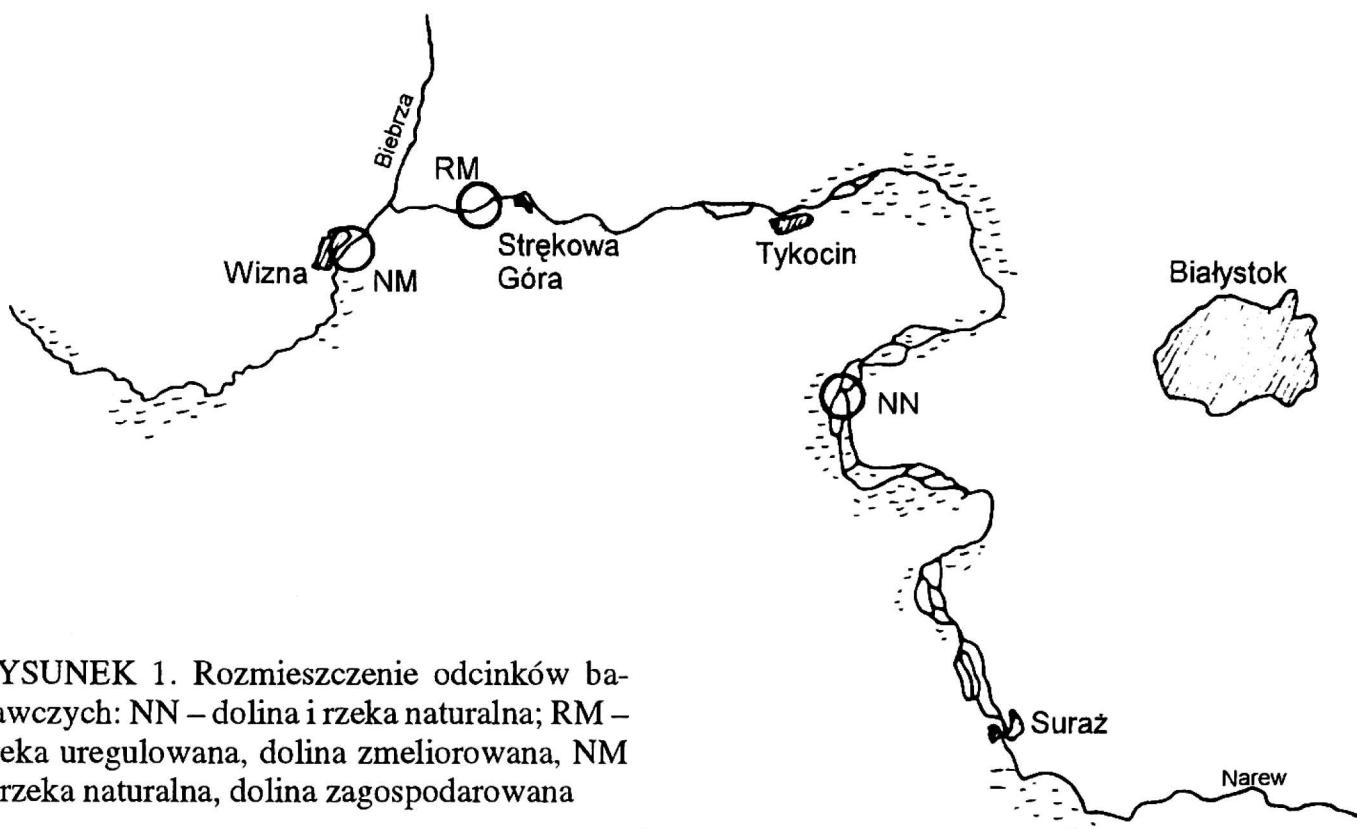 Biebrza
RM
Strękowa
Góra
Tykocin
Białystok
Wizna
NM
NN
Suraż
Narew
YSUNEK 1. Rozmieszczenie odcinków ba-
awczych: NN – dolina i rzeka naturalna; RM –
eka uregulowana, dolina zmeliorowana, NM
rzeka naturalna, dolina zagospodarowana